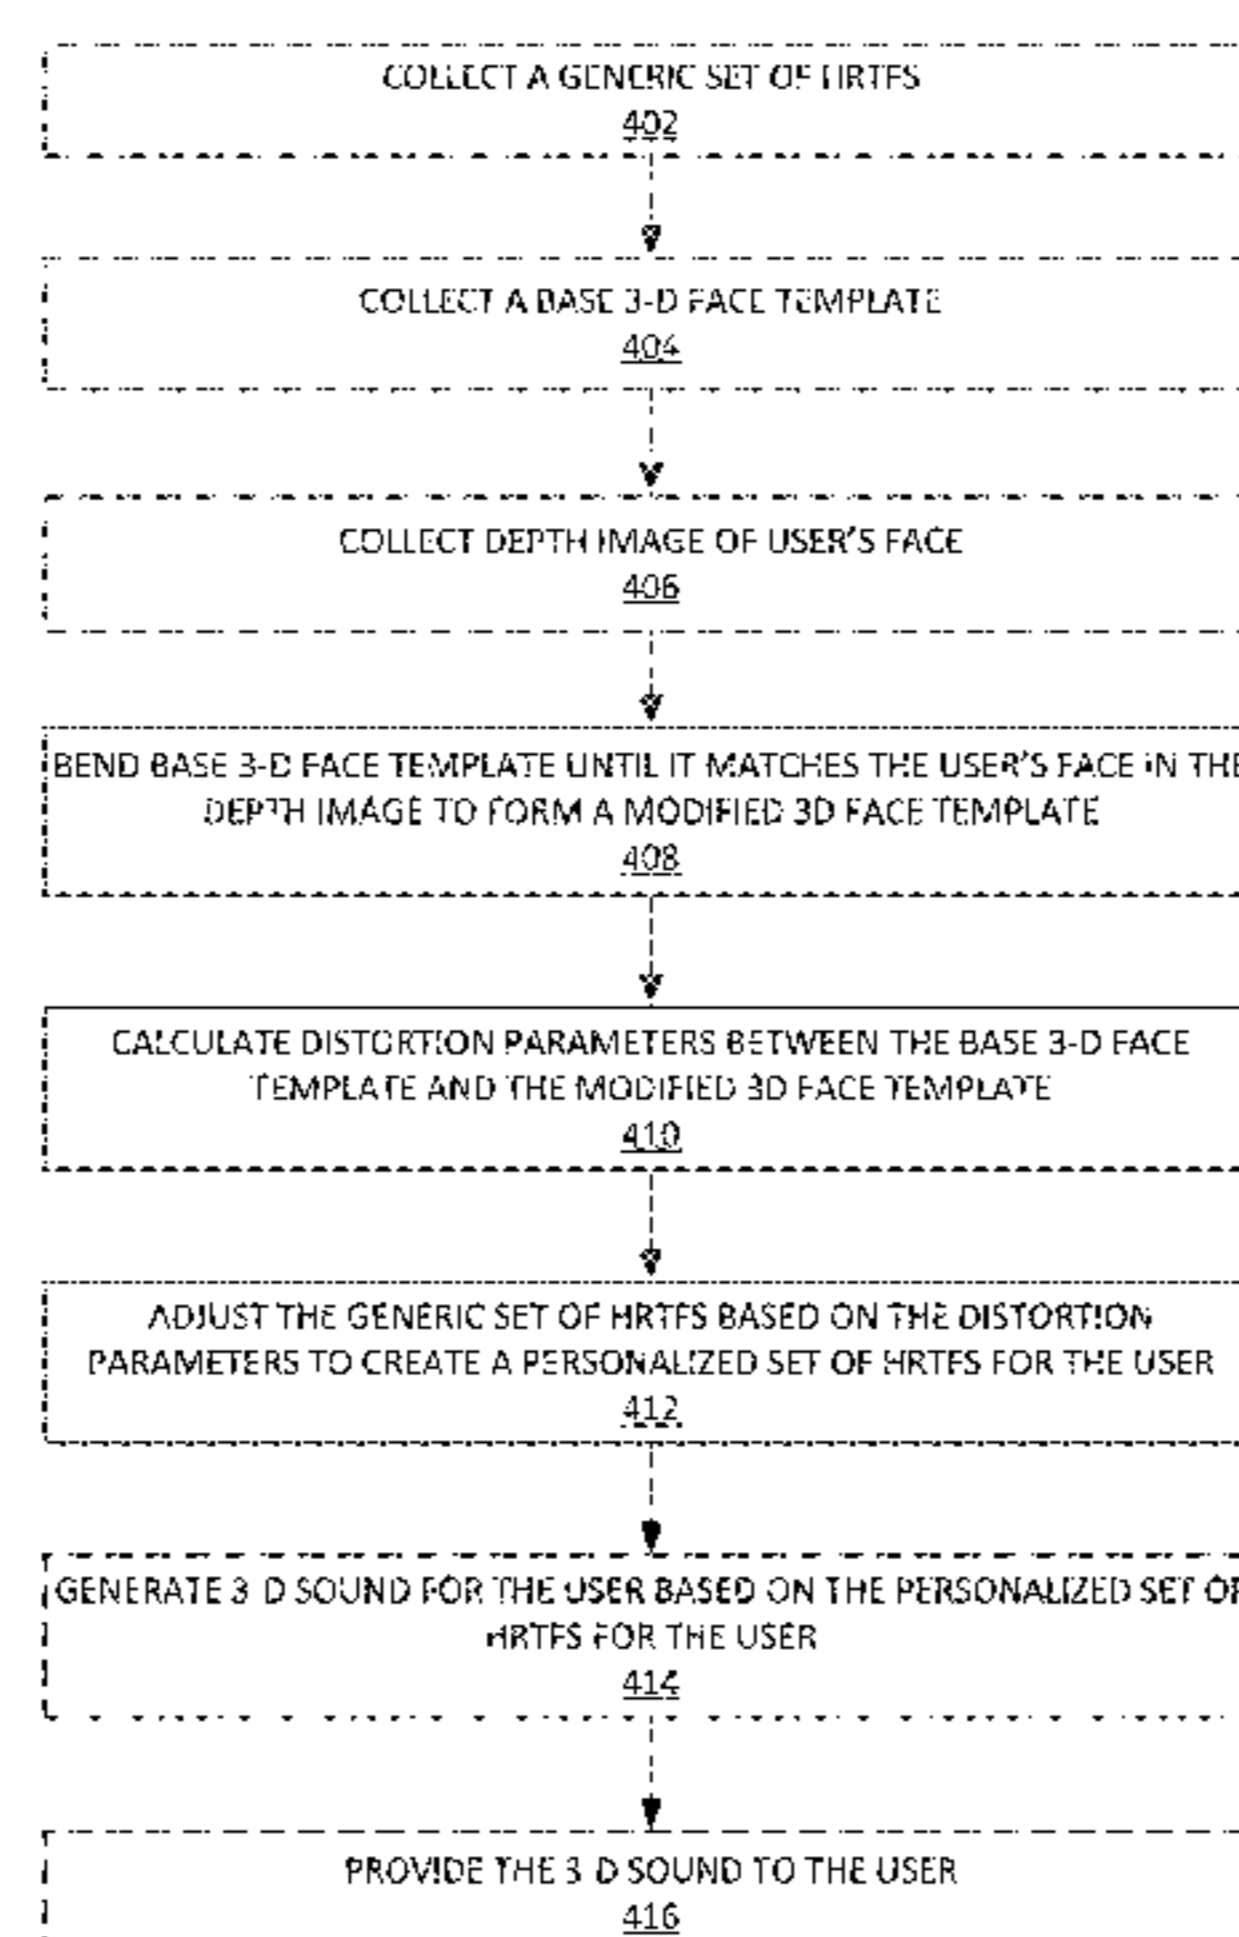 COLLECT A GENERIC SET OF HRTFS
402
COLLECT A BASE 3-D FACE TEMPLATE
404
COLLECT DEPTH IMAGE OF USER'S FACE
406
BEND BASE 3-D FACE TEMPLATE UNTIL IT MATCHES THE USER'S FACE IN THE
DEPTH IMAGE TO FORM A MODIFIED 3D FACE TEMPLATE
408
CALCULATE DISTORTION PARAMETERS BETWEEN THE BASE 3-D FACE
TEMPLATE AND THE MODIFIED 3D FACE TEMPLATE
410
ADJUST THE GENERIC SET OF HRTFS BASED ON THE DISTORTION
PARAMETERS TO CREATE A PERSONALIZED SET OF HRTFS FOR THE USER
412
GENERATE 3-D SOUND FOR THE USER BASED ON THE PERSONALIZED SET OF
HRTFS FOR THE USER
414
PROVIDE THE 3-D SOUND TO THE USER
416